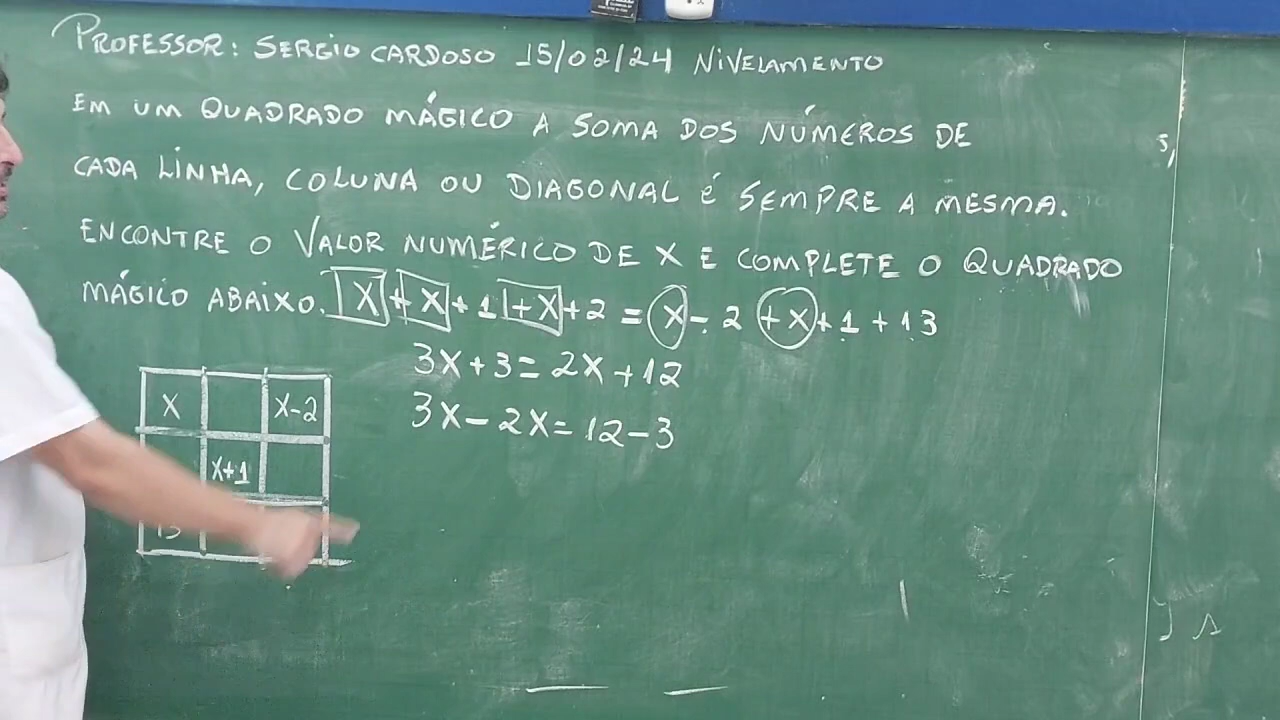 PROFESSOR: SERGIO CARDOSO 15/02/24 NIVELAMENTO
EM UM QUADRADO MÁGICO A SOMA DOS NÚMEROS DE
CADA LINHA, COLUNA OU DIAGONAL É SEMPRE A MESMA.
ENCONTRE O VALOR NUMÉRICO DE X E COMPLETE O QUADRADO
MÁGICO ABAIXO. X + X + 1 + X + 2 = X - 2 + X + 1 + 13
3X + 3 = 2X + 12
3X - 2X = 12 - 3
X X-2
X+1
13